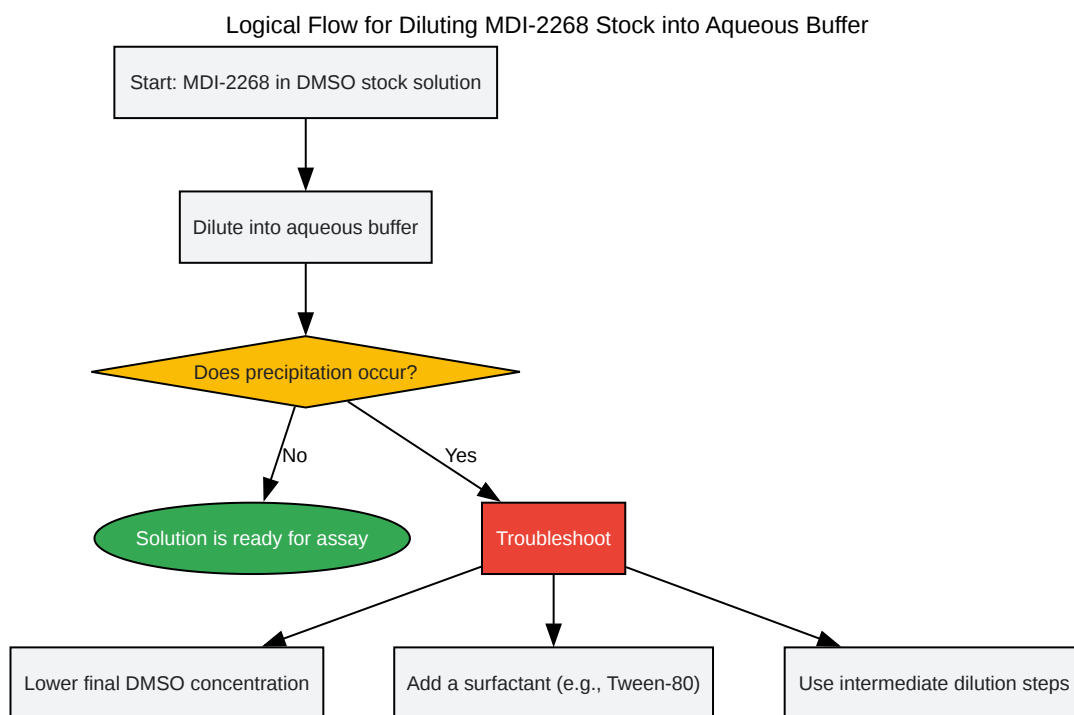 Logical Flow for Diluting MDI-2268 Stock into Aqueous Buffer
Start: MDI-2268 in DMSO stock solution
Dilute into aqueous buffer
Does precipitation occur?
No
Yes
Solution is ready for assay
Troubleshoot
Lower final DMSO concentration
Add a surfactant (e.g., Tween-80)
Use intermediate dilution steps